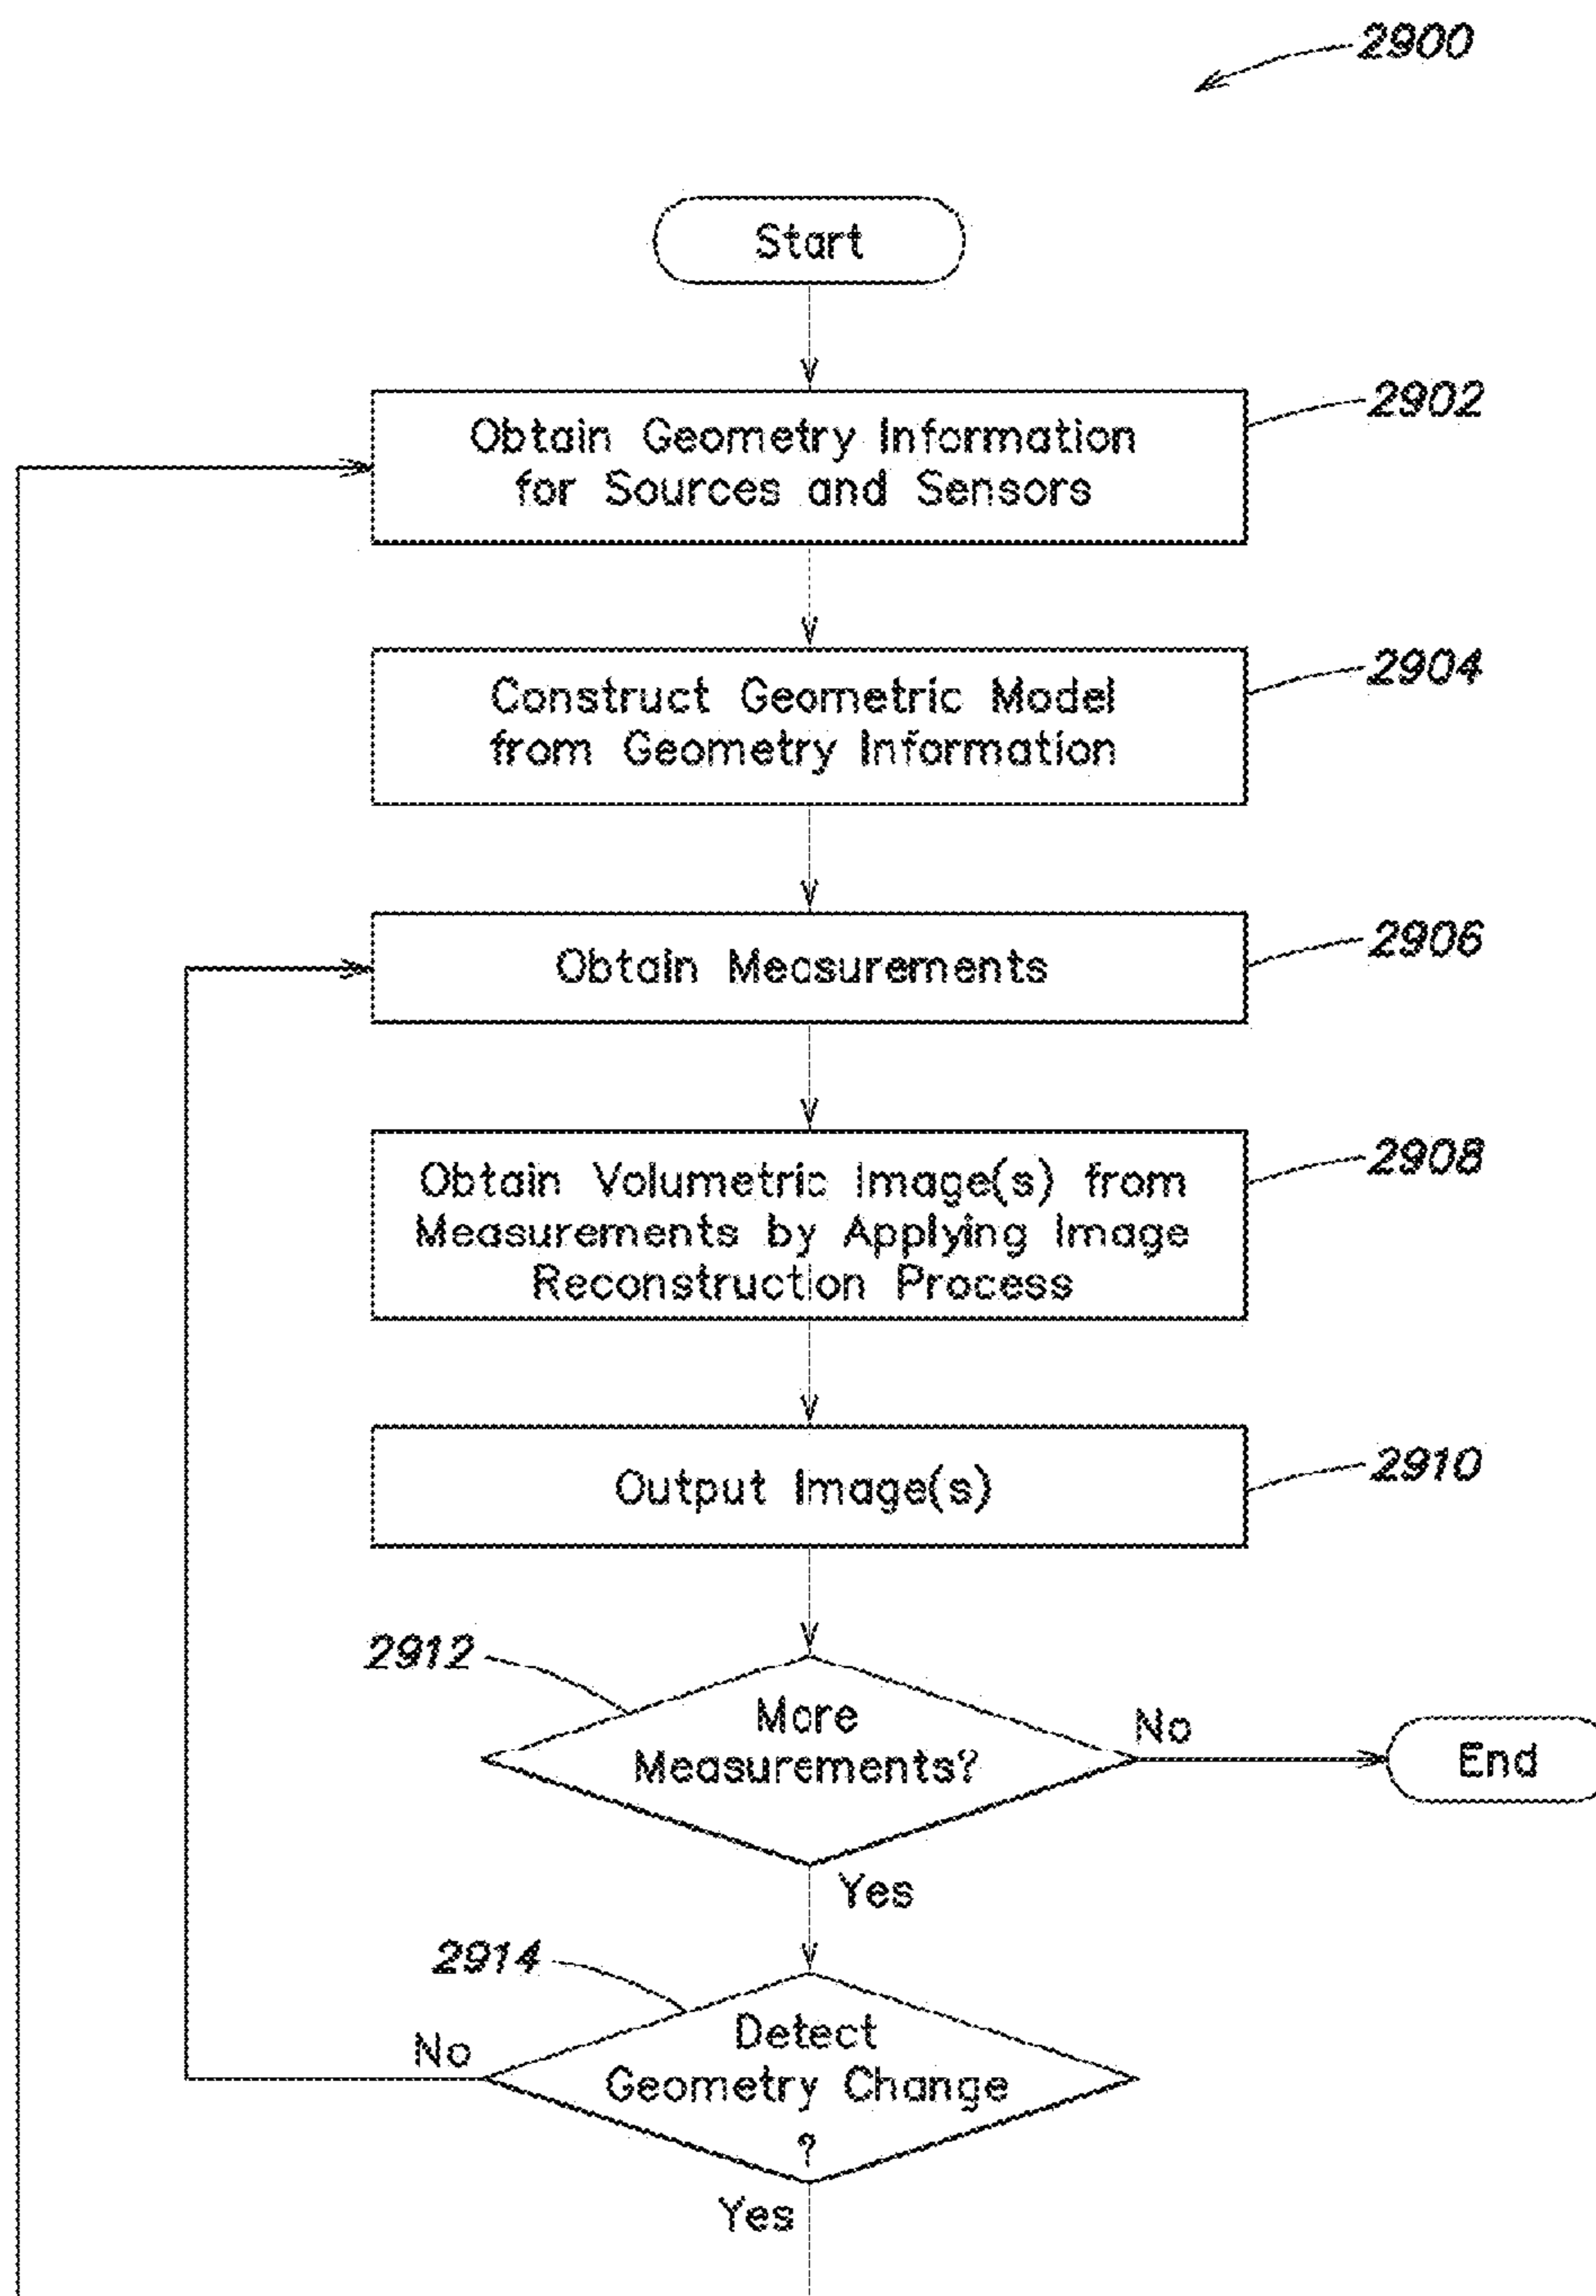 2900
Start
2902
Obtain Geometry Information
for Sources and Sensors
2904
Construct Geometric Model
from Geometry Information
2906
Obtain Measurements
2908
Obtain Volumetric Image(s) from
Measurements by Applying Image
Reconstruction Process
2910
Output Image(s)
2912
More
Measurements?
No
End
Yes
2914
Detect
Geometry Change
?
No
Yes